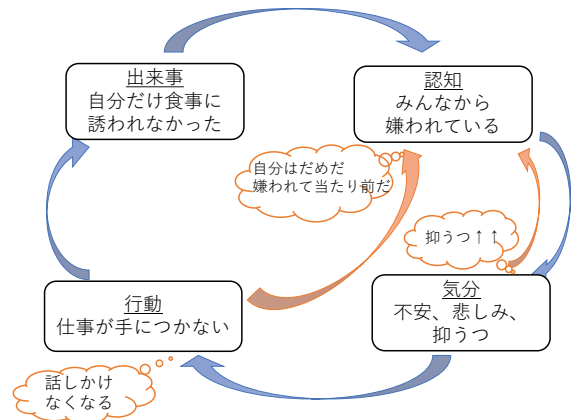 出来事
自分だけ食事に
誘われなかった
認知
みんなから
嫌われている
自分はだめだ
嫌われて当たり前だ
抑うつ↑↑
行動
仕事が手につかない
気分
不安、悲しみ、
抑うつ
話しかけ
なくなる